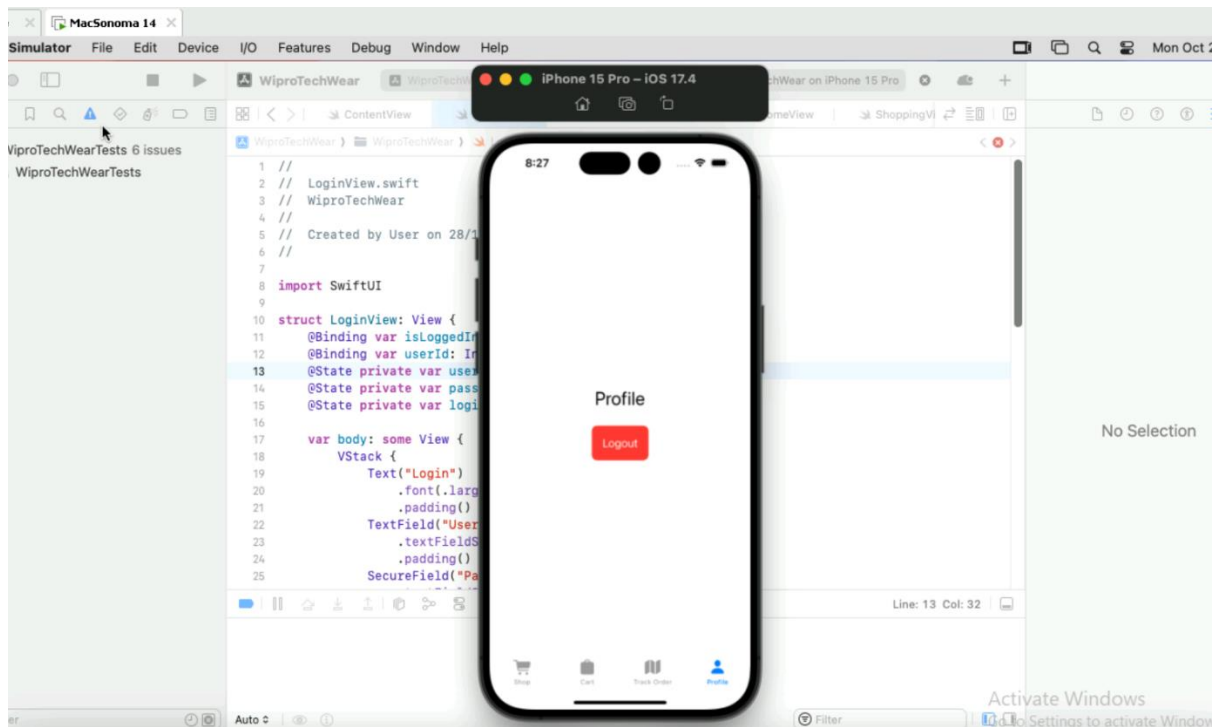 MacSonoma 14
Simulator File Edit Device I/O Features Debug Window Help Mon Oct 2
WiproTechWear
iPhone 15 Pro – iOS 17.4
chWear on iPhone 15 Pro
ContentView
omeView
ShoppingVi
WiproTechWearTests 6 issues
WiproTechWearTests
WiproTechWear
WiproTechWear
1 //
2 // LoginView.swift
3 // WiproTechWear
4 //
5 // Created by User on 28/1
6 //
7
8 import SwiftUI
9
10 struct LoginView: View {
11 @Binding var isLoggedIn
12 @Binding var userId: In
13 @State private var user
14 @State private var pass
15 @State private var logi
16
17 var body: some View {
18 VStack {
19 Text("Login")
20 .font(.larg
21 .padding()
22 TextField("User
23 .textFieldS
24 .padding()
25 SecureField("Pa
8:27
Profile
Logout
Shop Cart Track Order Profile
No Selection
Line: 13 Col: 32
Auto
Filter
Activate Windows
Go to Settings to activate Window